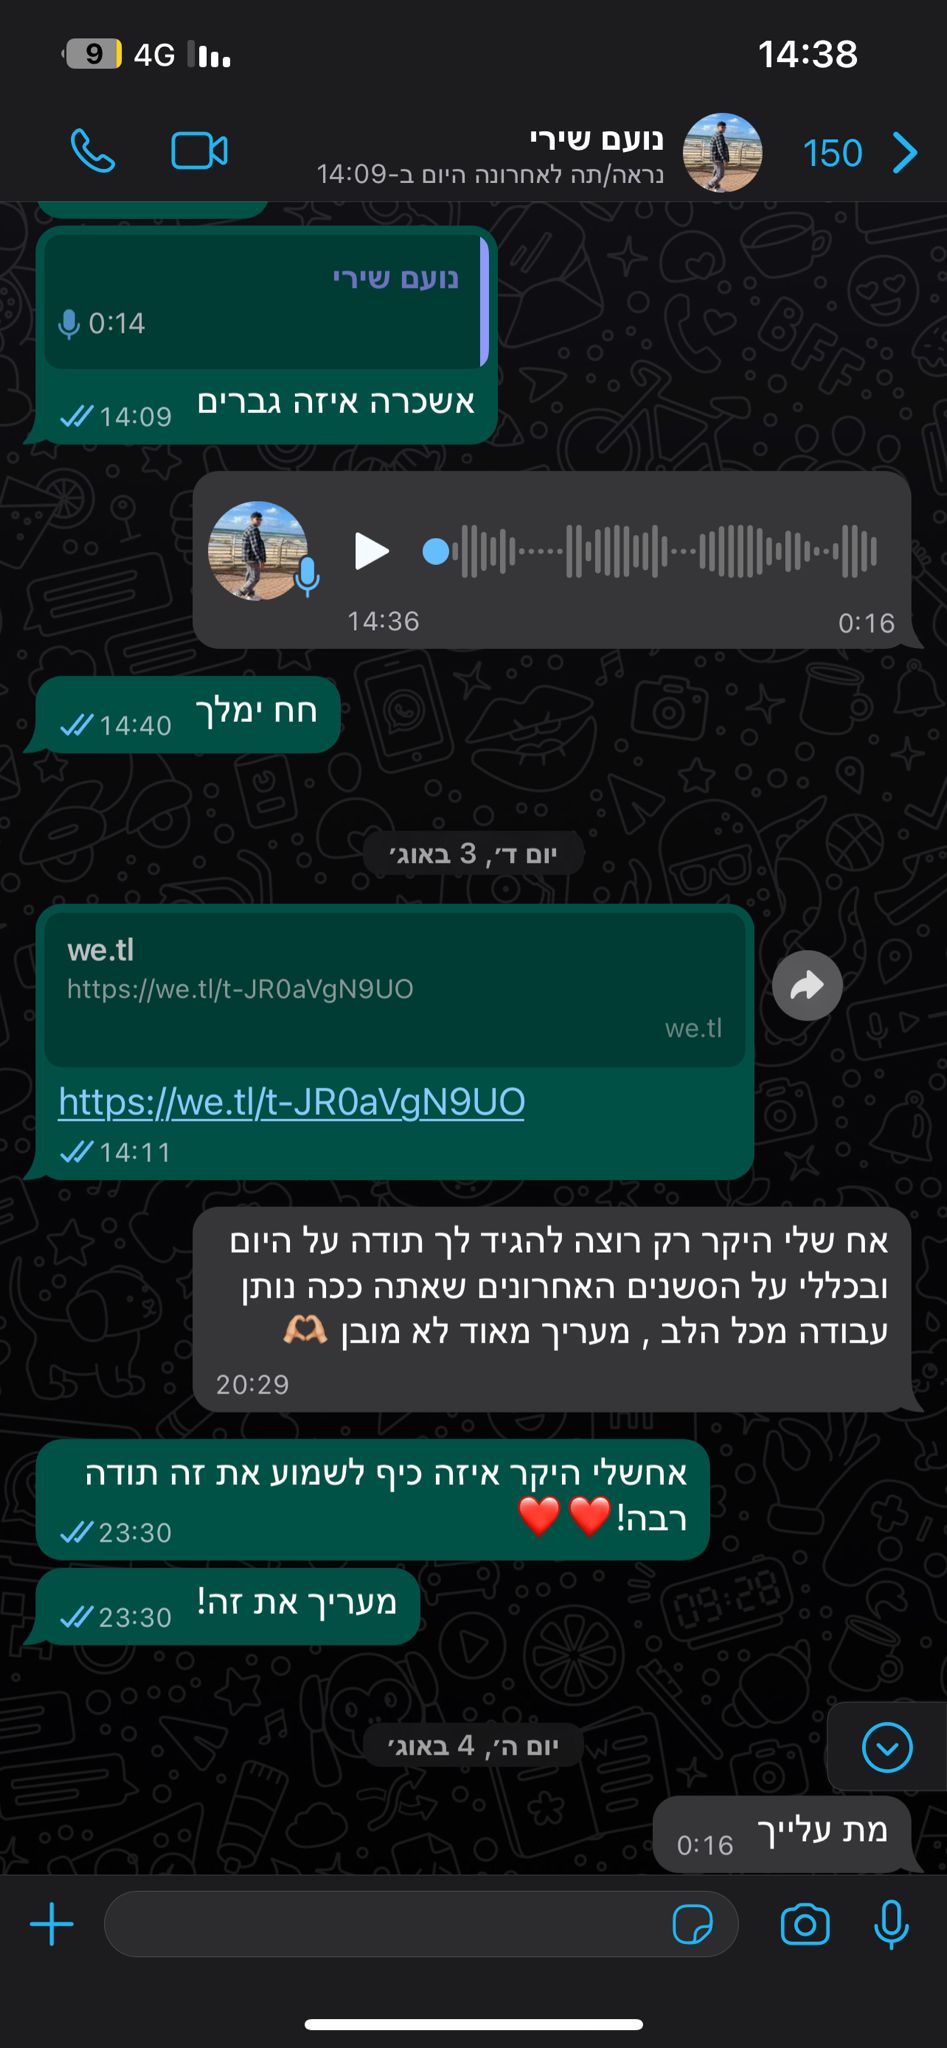 9 4G 14:38
נועם שירי
150
נראה/תה לאחרונה היום ב-14:09
נועם שירי
0:14
אשכרה איזה גברים
14:09
14:36
0:16
חח ימלך
14:40
יום ד׳, 3 באוג׳
we.tl
https://we.tl/t-JR0aVgN9UO
we.tl
https://we.tl/t-JR0aVgN9UO
14:11
אח שלי היקר רק רוצה להגיד לך תודה על היום
ובכללי על הסשנים האחרונים שאתה ככה נותן
עבודה מכל הלב , מעריך מאוד לא מובן 🫶🏼
20:29
אחשלי היקר איזה כיף לשמוע את זה תודה
רבה!❤️❤️
23:30
מעריך את זה!
23:30
יום ה׳, 4 באוג׳
מת עלייך
0:16